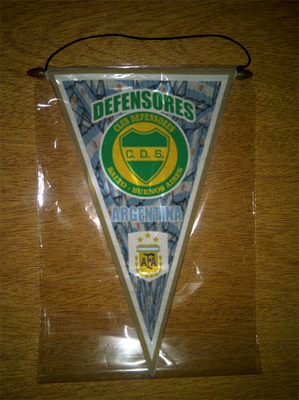 DEFENSORES
CLUB DEFENSORES
C. D. S.
SALTO - BUENOS AIRES
ARGENTINA
AFA